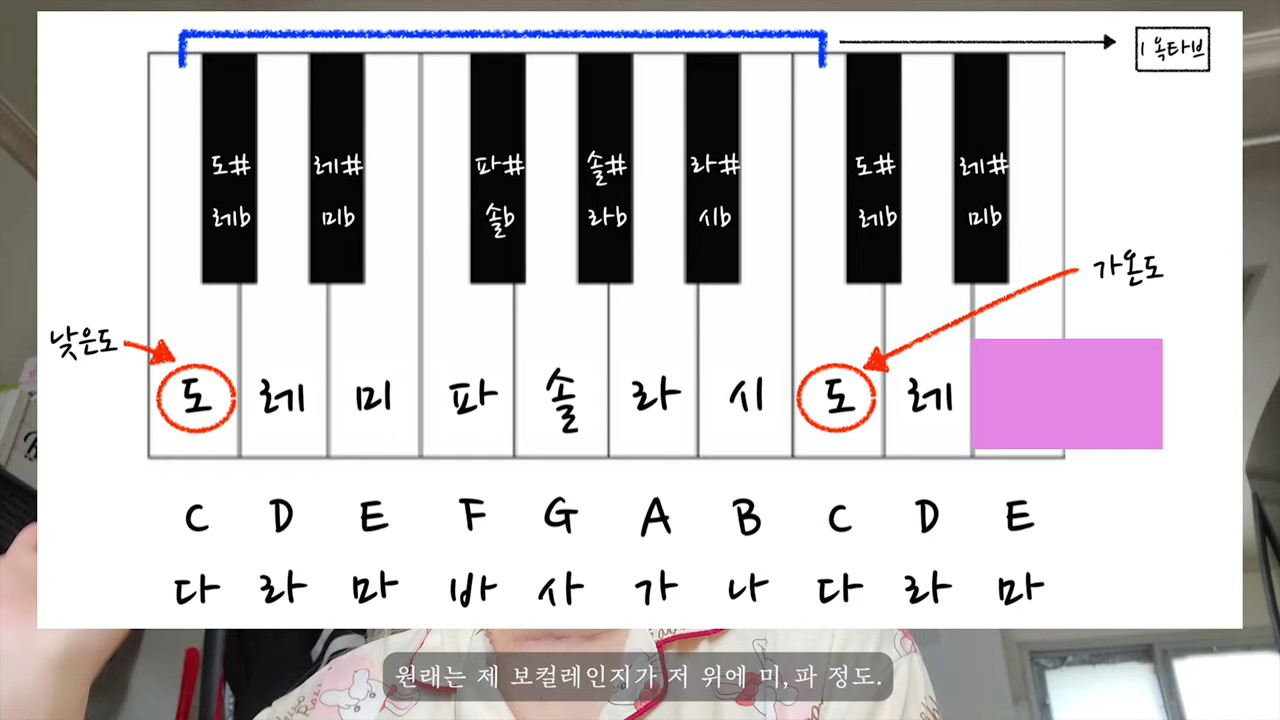 1 옥타브
도# 레# 파# 솔# 라# 도# 레#
레b 미b 솔b 라b 시b 레b 미b
가온도
낮은도
도 레 미 파 솔 라 시 도 레
C D E F G A B C D E
다 라 마 바 사 가 나 다 라 마
원래는 제 보컬레인지가 저 위에 미, 파 정도.